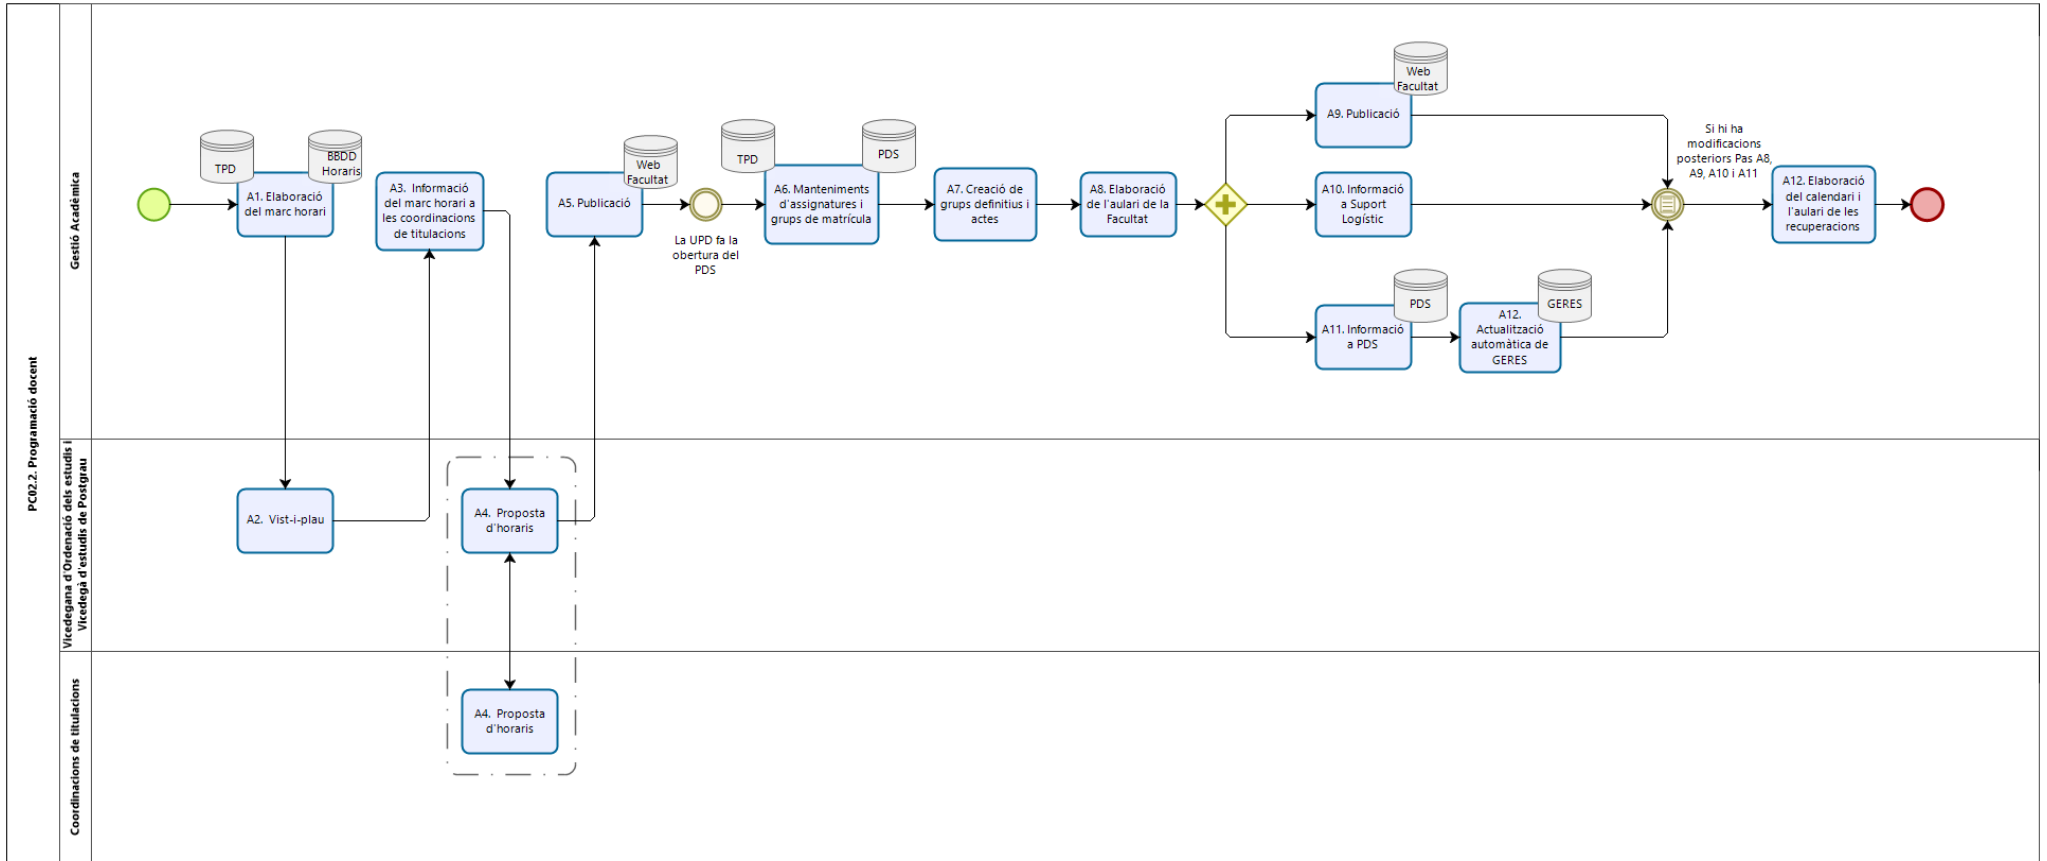 PC02.2. Programació docent
Gestió Acadèmica
TPD
BBDD
Horaris
A1. Elaboració
del marc horari
A3. Informació
del marc horari a
les coordinacions
de titulacions
Web
Facultat
A5. Publicació
La UPD fa la
obertura del
PDS
TPD
PDS
A6. Manteniments
d'assignatures i
grups de matrícula
A7. Creació de
grups definitius i
actes
A8. Elaboració
de l'aulari de la
Facultat
Web
Facultat
A9. Publicació
A10. Informació
a Suport
Logístic
PDS
A11. Informació
a PDS
GERES
A12.
Actualització
automàtica de
GERES
Si hi ha
modificacions
posteriors Pas A8,
A9, A10 i A11
A12. Elaboració
del calendari i
l'aulari de les
recuperacions
Vicedegana d'Ordenació dels estudis i
Vicedegà d'estudis de Postgrau
A2. Vist-i-plau
A4. Proposta
d'horaris
Coordinacions de titulacions
A4. Proposta
d'horaris